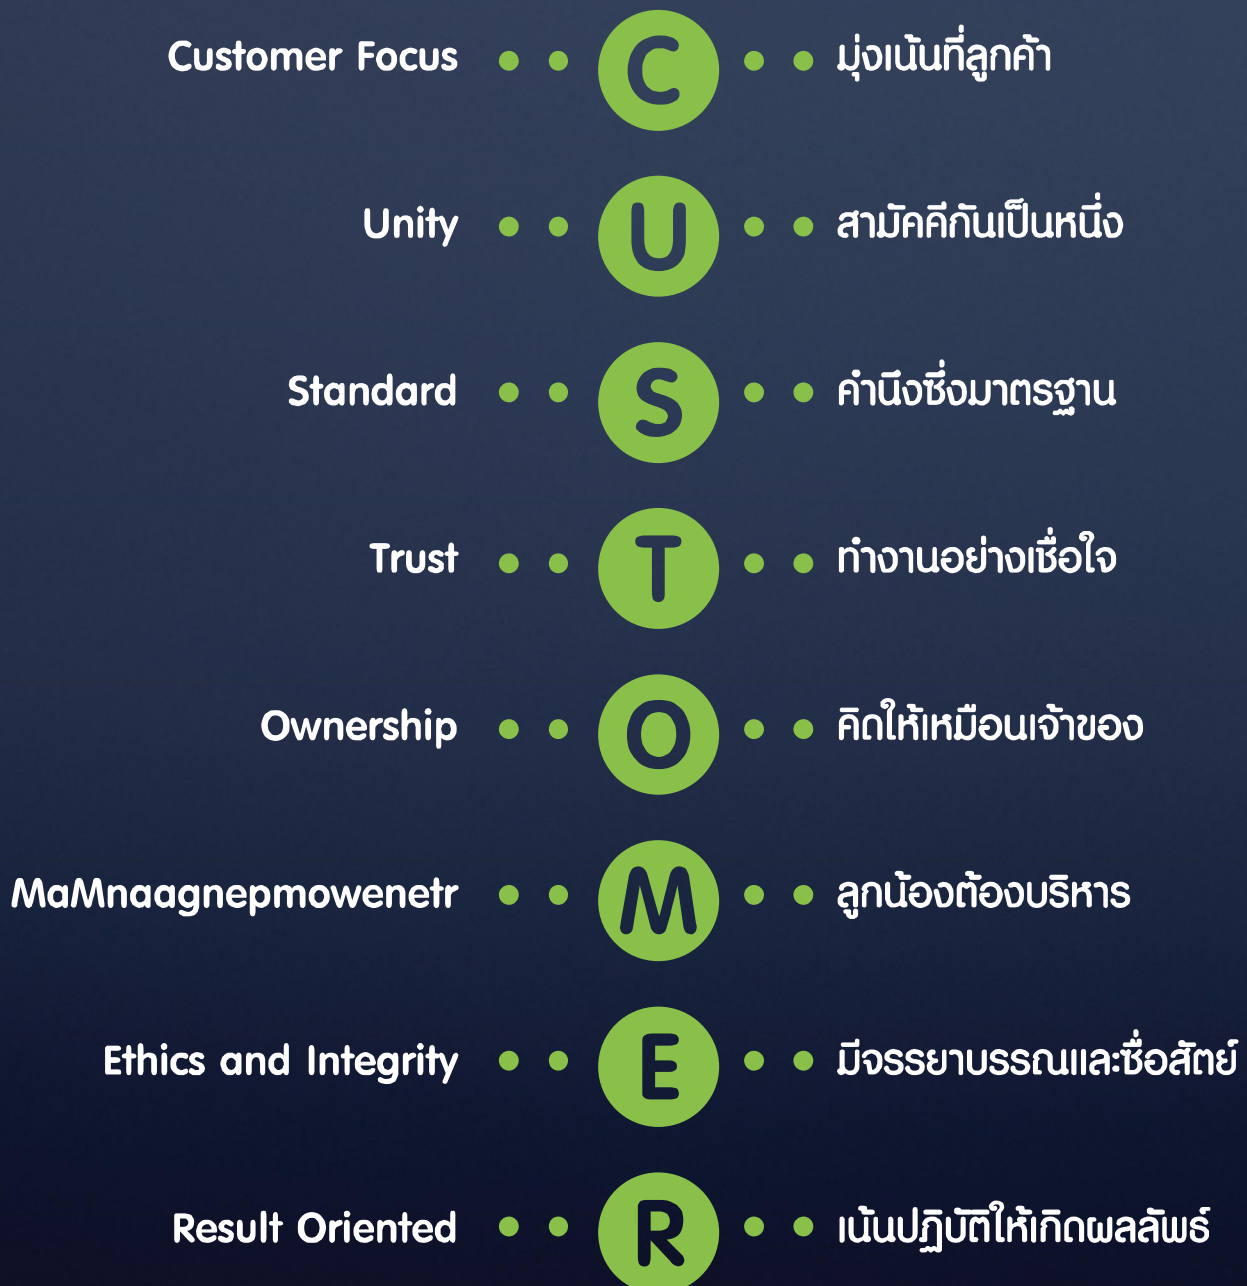 Customer Focus C มุ่งเน้นที่ลูกค้า
Unity U สามัคคีกันเป็นหนึ่ง
Standard S คำนึงซึ่งมาตรฐาน
Trust T ทำงานอย่างเชื่อใจ
Ownership O คิดให้เหมือนเจ้าของ
MaMnaagnepmowenetr M ลูกน้องต้องบริหาร
Ethics and Integrity E มีจรรยาบรรณและซื่อสัตย์
Result Oriented R เน้นปฏิบัติให้เกิดผลลัพธ์